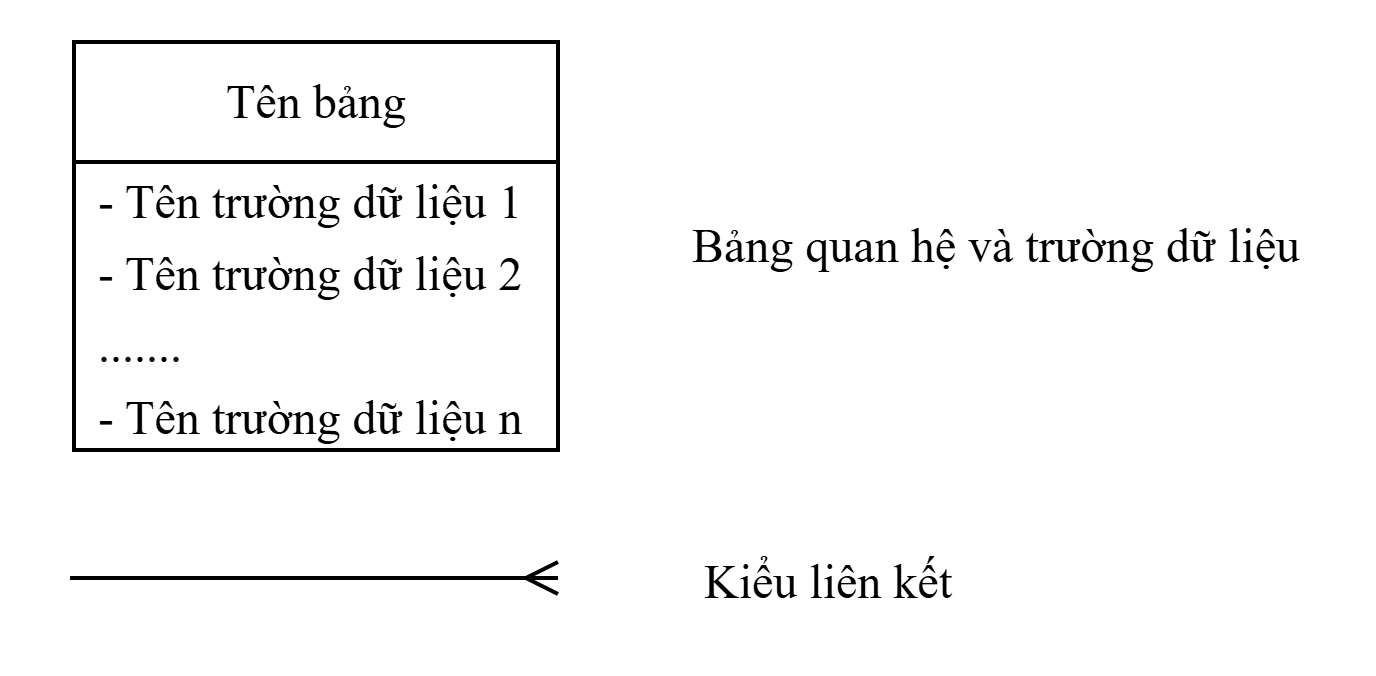 Tên bảng
- Tên trường dữ liệu 1
- Tên trường dữ liệu 2
.......
- Tên trường dữ liệu n
Bảng quan hệ và trường dữ liệu
Kiểu liên kết